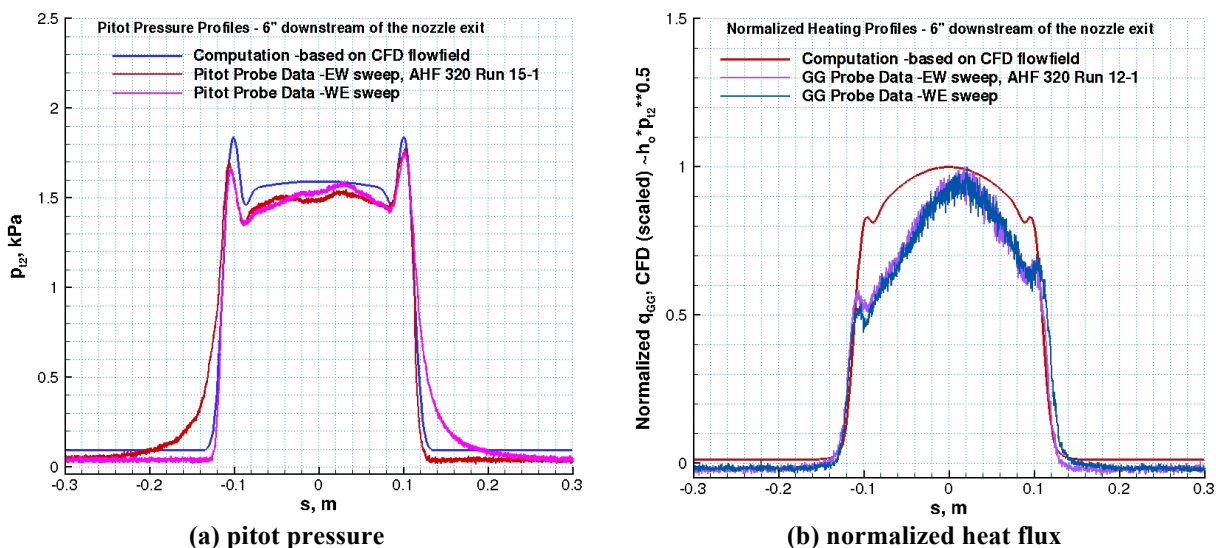 Pitot Pressure Profiles - 6" downstream of the nozzle exit
Computation -based on CFD flowfield
Pitot Probe Data -EW sweep, AHF 320 Run 15-1
Pitot Probe Data -WE sweep
2.5
2
1.5
1
0.5
0
p_t2, kPa
-0.3
-0.2
-0.1
0
0.1
0.2
0.3
s, m
(a) pitot pressure
Normalized Heating Profiles - 6" downstream of the nozzle exit
Computation -based on CFD flowfield
GG Probe Data -EW sweep, AHF 320 Run 12-1
GG Probe Data -WE sweep
1.5
1
0.5
0
Normalized q_GG, CFD (scaled) ~h_o*p_t2**0.5
-0.3
-0.2
-0.1
0
0.1
0.2
0.3
s, m
(b) normalized heat flux